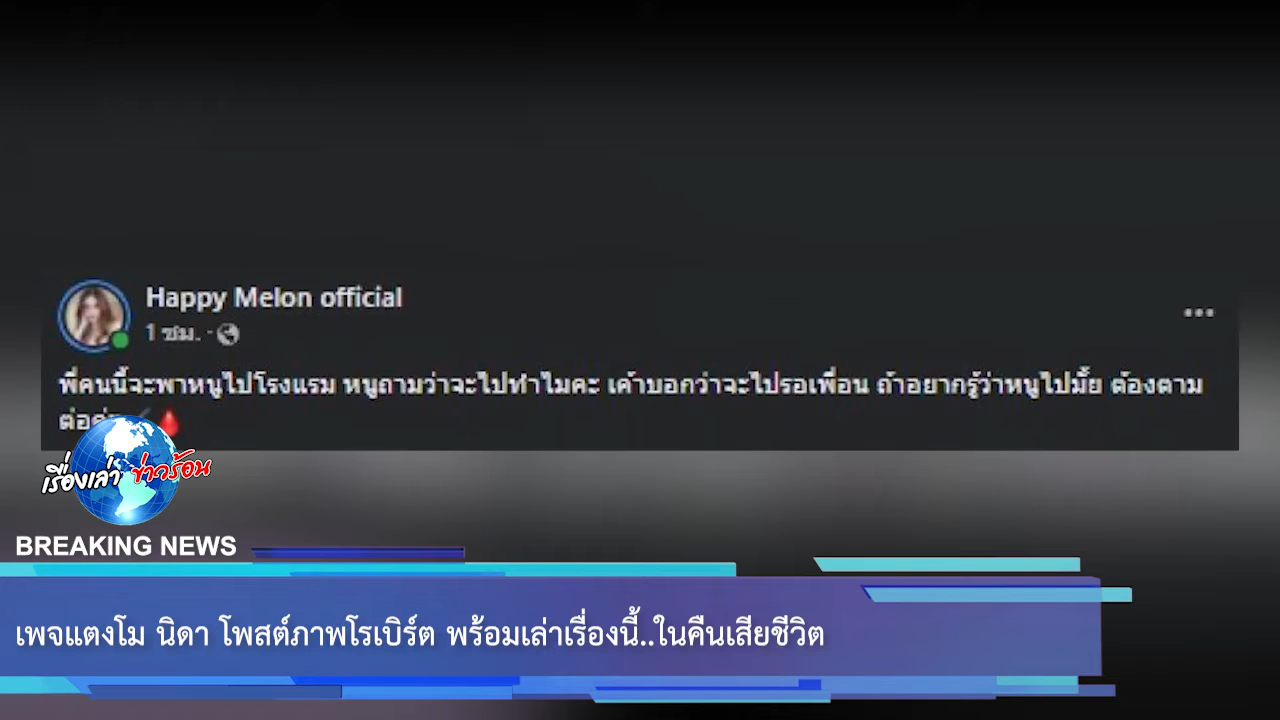 Happy Melon official
1 ชม.
พี่คนนี้จะพาหนูไปโรงแรม หนูถามว่าจะไปทำไมคะ เค้าบอกว่าจะไปรอเพื่อน ถ้าอยากรู้ว่าหนูไปมั้ย ต้องตาม
เรื่องเล่า ข่าวร้อน
BREAKING NEWS
เพจแตงโม นิดา โพสต์ภาพโรเบิร์ต พร้อมเล่าเรื่องนี้..ในคืนเสียชีวิต